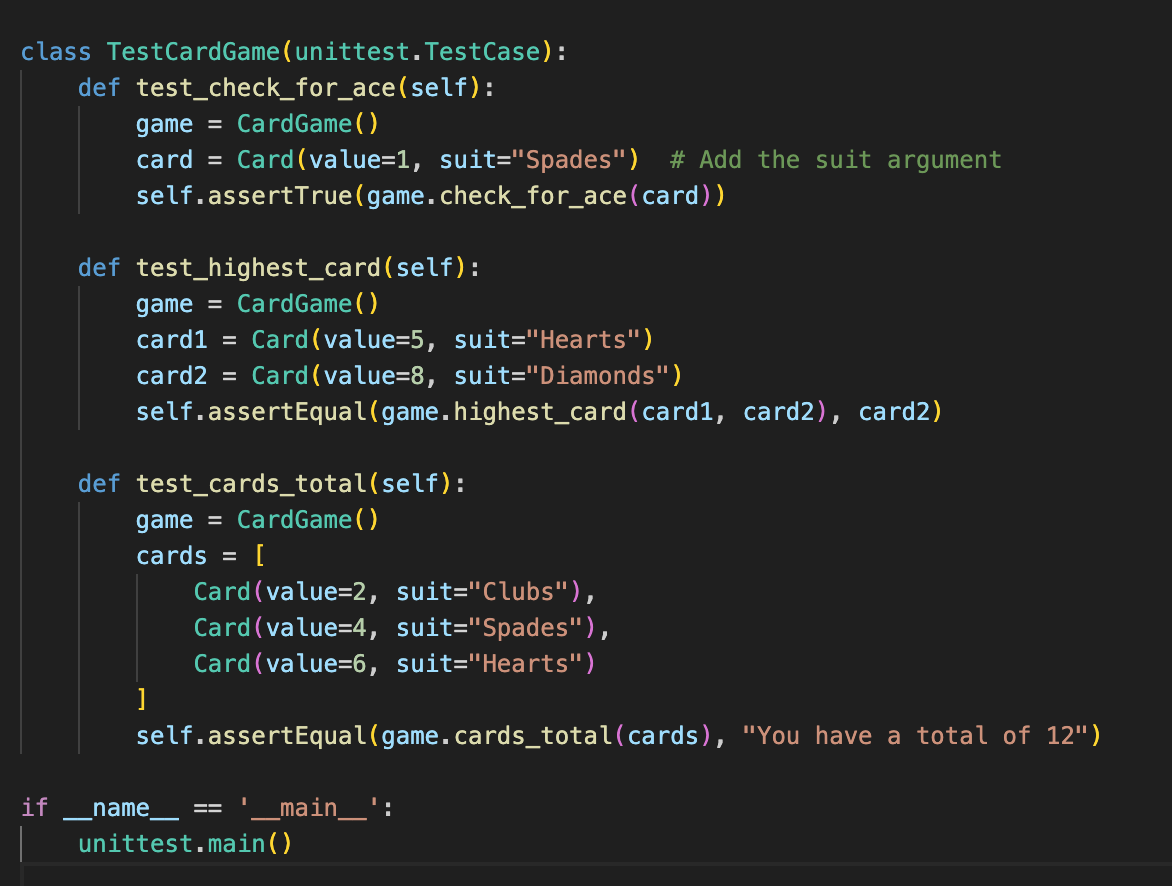 class TestCardGame(unittest.TestCase):
    def test_check_for_ace(self):
        game = CardGame()
        card = Card(value=1, suit="Spades")  # Add the suit argument
        self.assertTrue(game.check_for_ace(card))

    def test_highest_card(self):
        game = CardGame()
        card1 = Card(value=5, suit="Hearts")
        card2 = Card(value=8, suit="Diamonds")
        self.assertEqual(game.highest_card(card1, card2), card2)

    def test_cards_total(self):
        game = CardGame()
        cards = [
            Card(value=2, suit="Clubs"),
            Card(value=4, suit="Spades"),
            Card(value=6, suit="Hearts")
        ]
        self.assertEqual(game.cards_total(cards), "You have a total of 12")

if __name__ == '__main__':
    unittest.main()